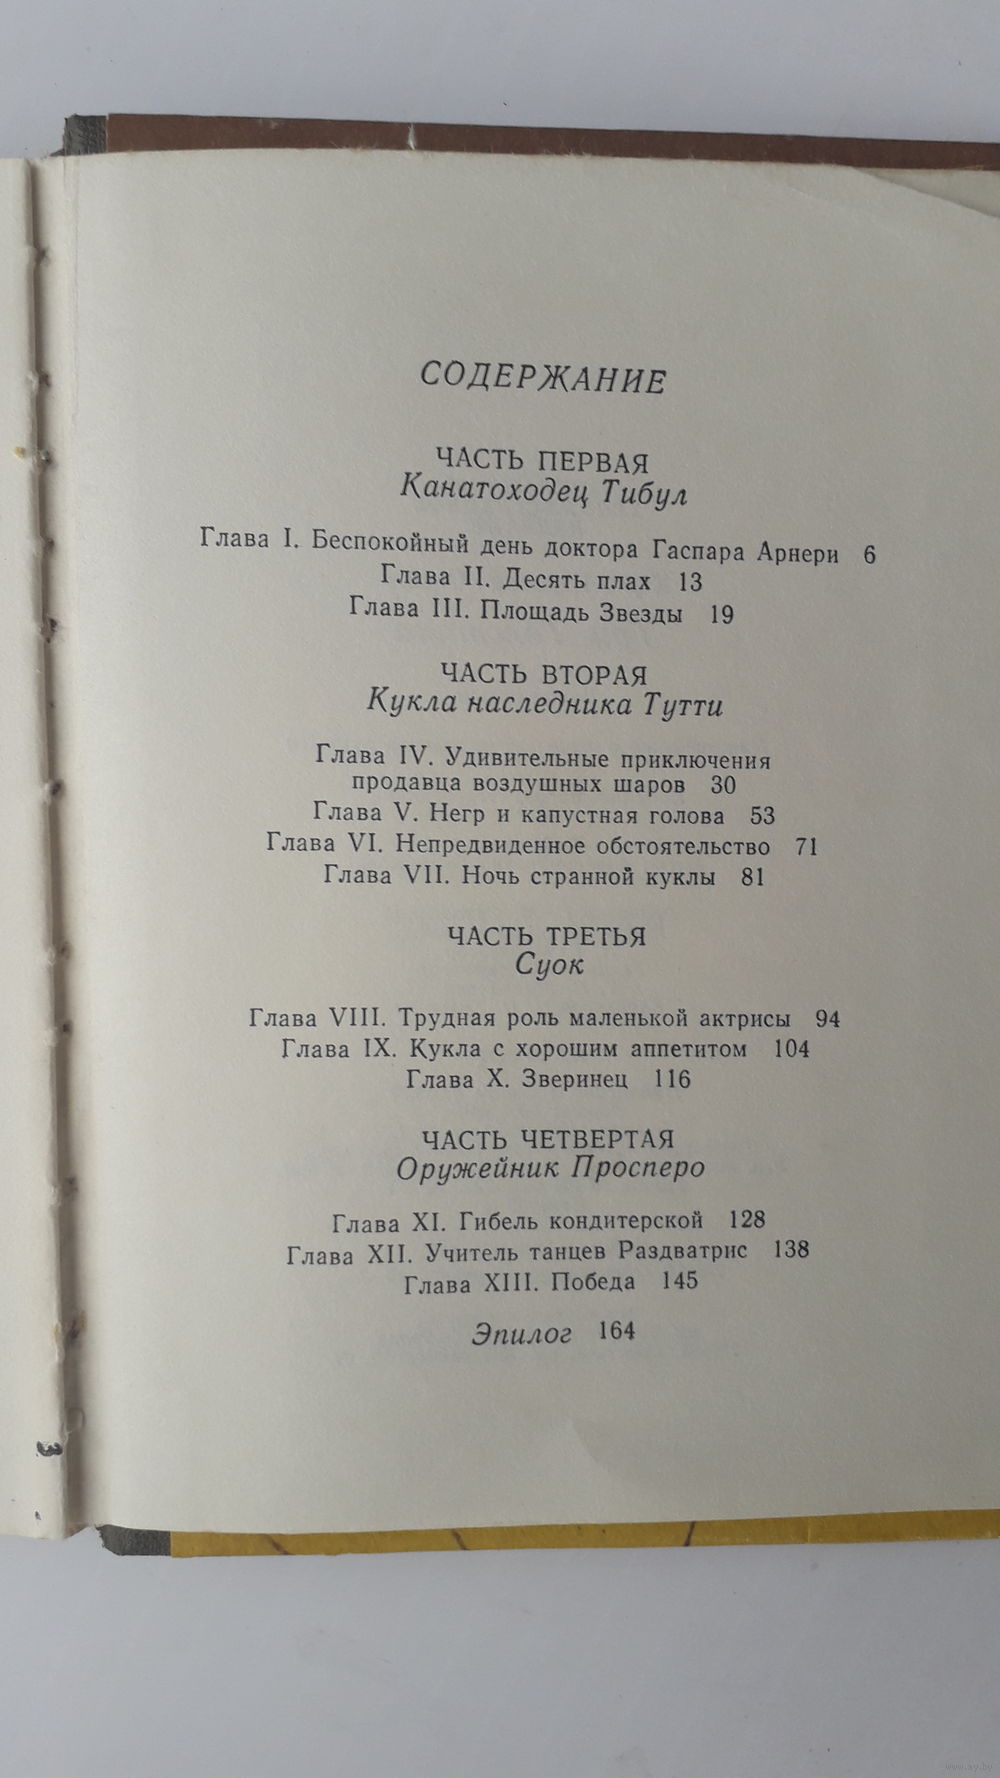 СОДЕРЖАНИЕ
ЧАСТЬ ПЕРВАЯ
Канатоходец Тибул
Глава I. Беспокойный день доктора Гаспара Арнери 6
Глава II. Десять плах 13
Глава III. Площадь Звезды 19
ЧАСТЬ ВТОРАЯ
Кукла наследника Тутти
Глава IV. Удивительные приключения
продавца воздушных шаров 30
Глава V. Негр и капустная голова 53
Глава VI. Непредвиденное обстоятельство 71
Глава VII. Ночь странной куклы 81
ЧАСТЬ ТРЕТЬЯ
Суок
Глава VIII. Трудная роль маленькой актрисы 94
Глава IX. Кукла с хорошим аппетитом 104
Глава X. Зверинец 116
ЧАСТЬ ЧЕТВЕРТАЯ
Оружейник Просперо
Глава XI. Гибель кондитерской 128
Глава XII. Учитель танцев Раздватрис 138
Глава XIII. Победа 145
Эпилог 164